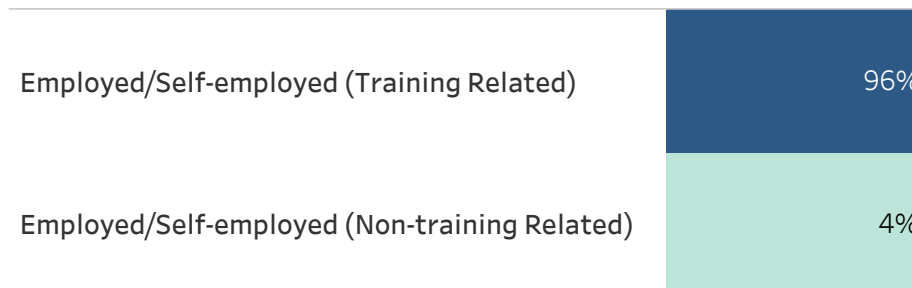 Employed/Self-employed (Training Related) 96%
Employed/Self-employed (Non-training Related) 4%